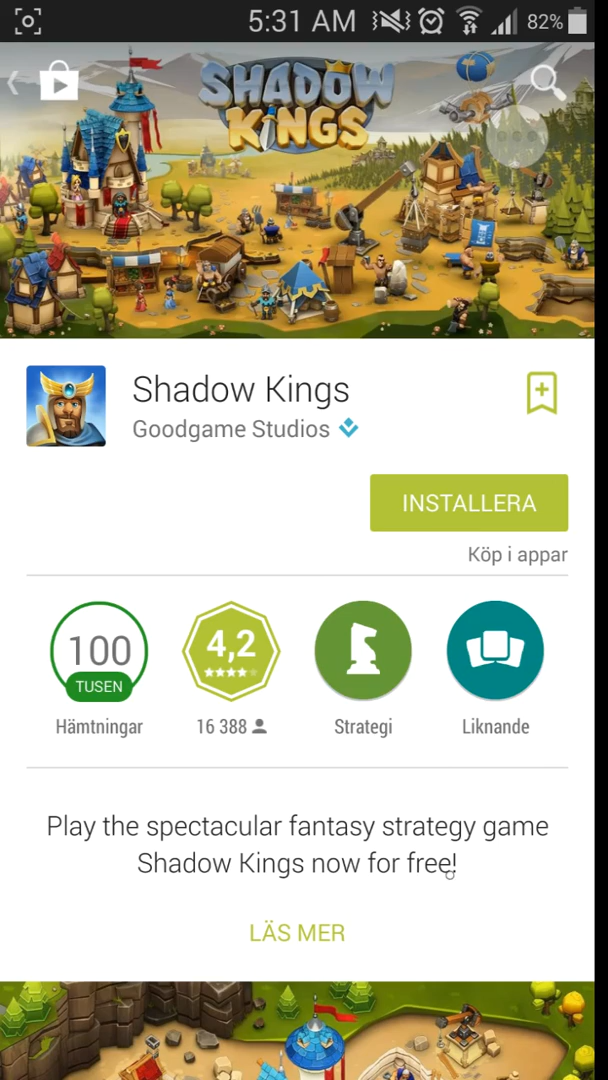 5:31 AM 82%
SHADOW
KINGS
Shadow Kings
Goodgame Studios
INSTALLERA
Köp i appar
100
TUSEN
4,2
Hämtningar
16 388
Strategi
Liknande
Play the spectacular fantasy strategy game
Shadow Kings now for free!
LÄS MER